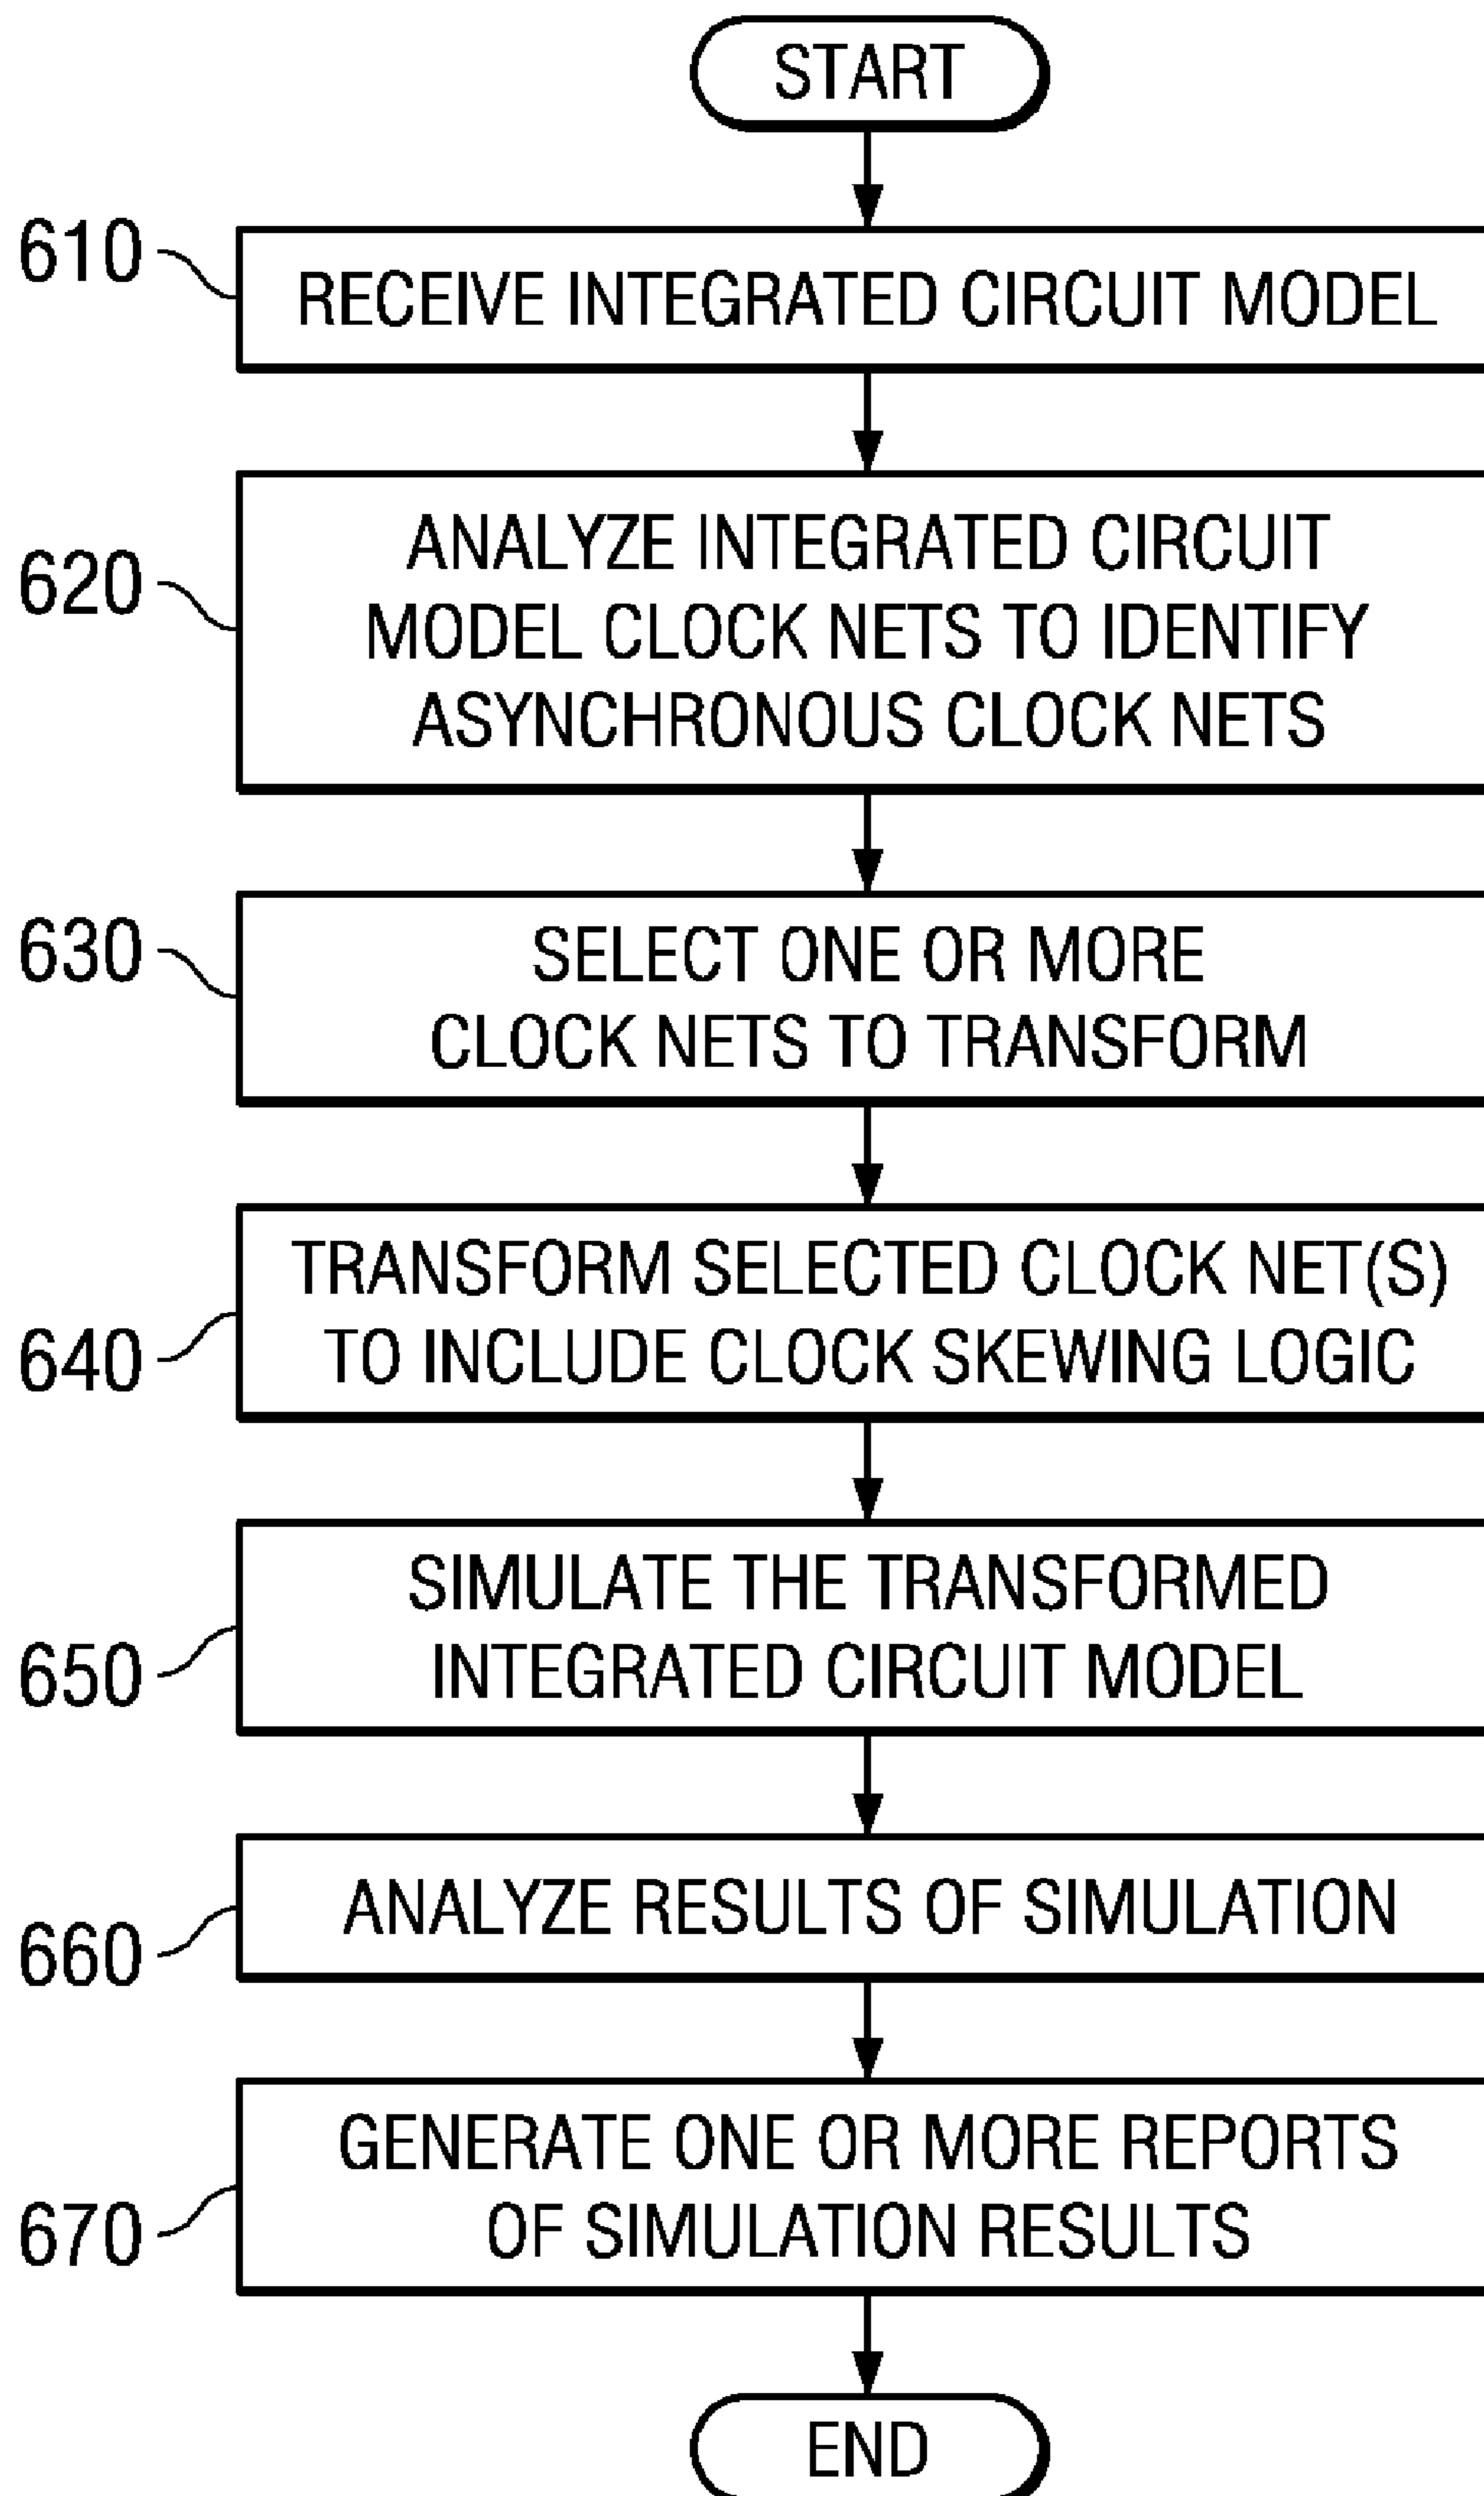 START
610
RECEIVE INTEGRATED CIRCUIT MODEL
620
ANALYZE INTEGRATED CIRCUIT
MODEL CLOCK NETS TO IDENTIFY
ASYNCHRONOUS CLOCK NETS
630
SELECT ONE OR MORE
CLOCK NETS TO TRANSFORM
640
TRANSFORM SELECTED CLOCK NET(S)
TO INCLUDE CLOCK SKEWING LOGIC
650
SIMULATE THE TRANSFORMED
INTEGRATED CIRCUIT MODEL
660
ANALYZE RESULTS OF SIMULATION
670
GENERATE ONE OR MORE REPORTS
OF SIMULATION RESULTS
END